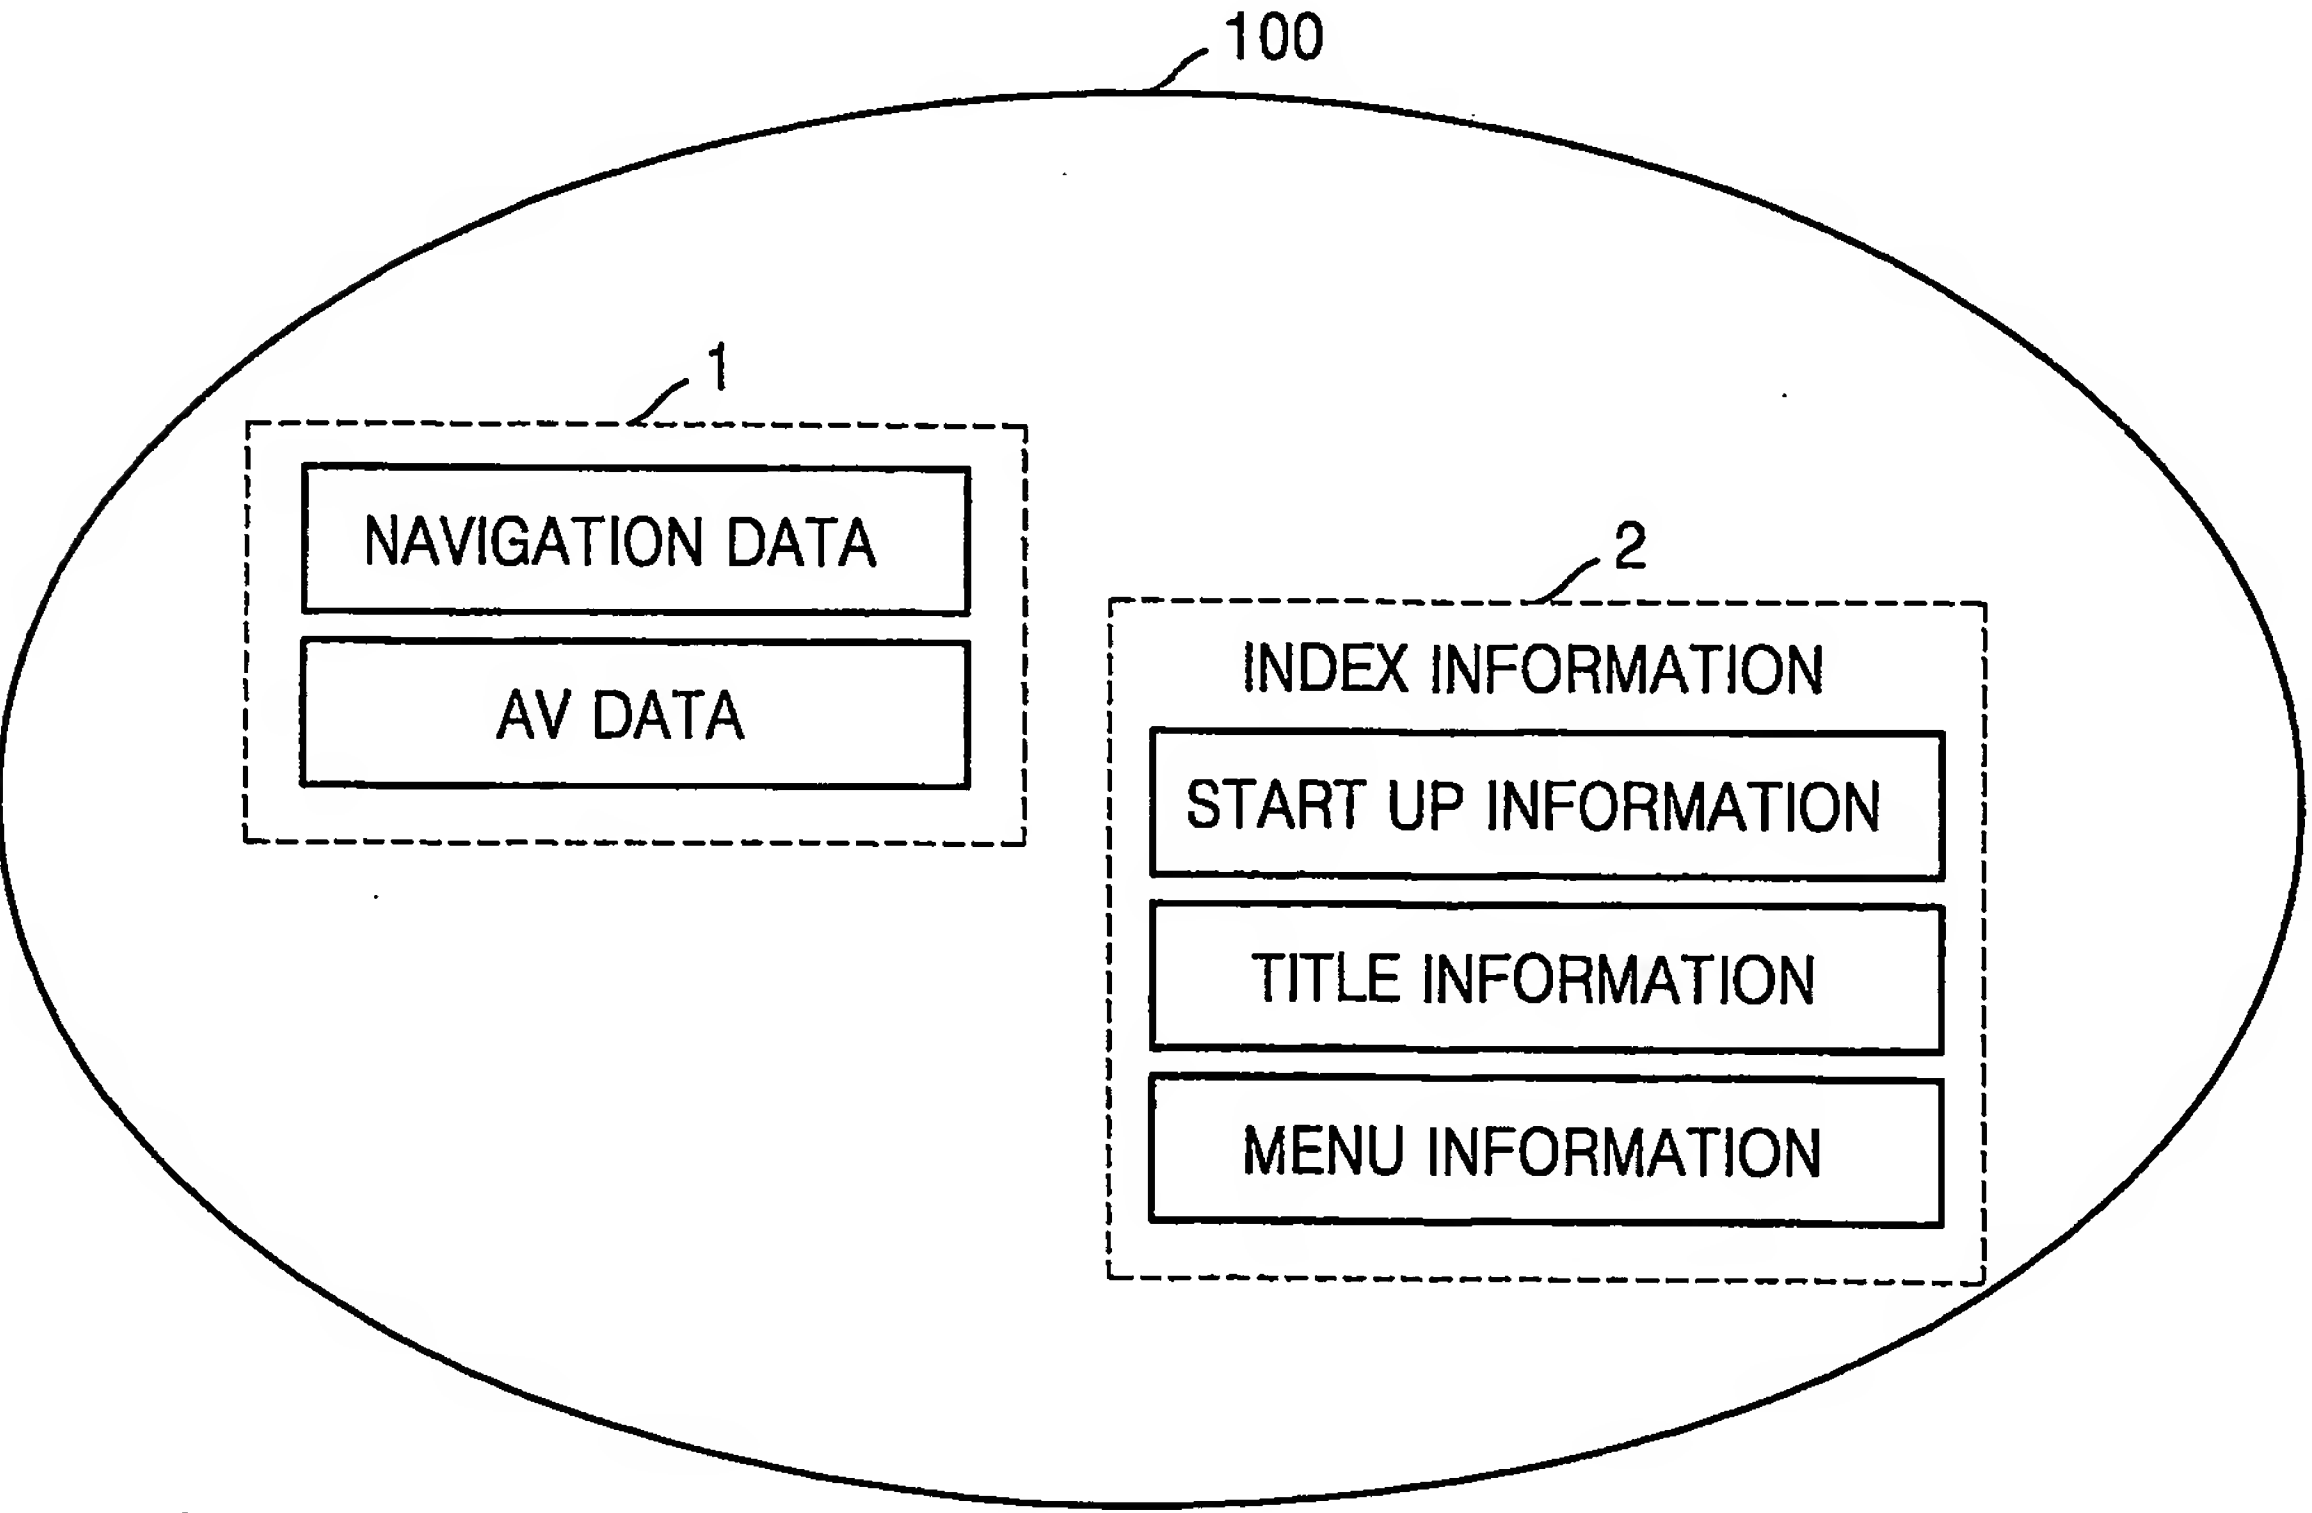 100
1
NAVIGATION DATA
AV DATA
2
INDEX INFORMATION
START UP INFORMATION
TITLE INFORMATION
MENU INFORMATION